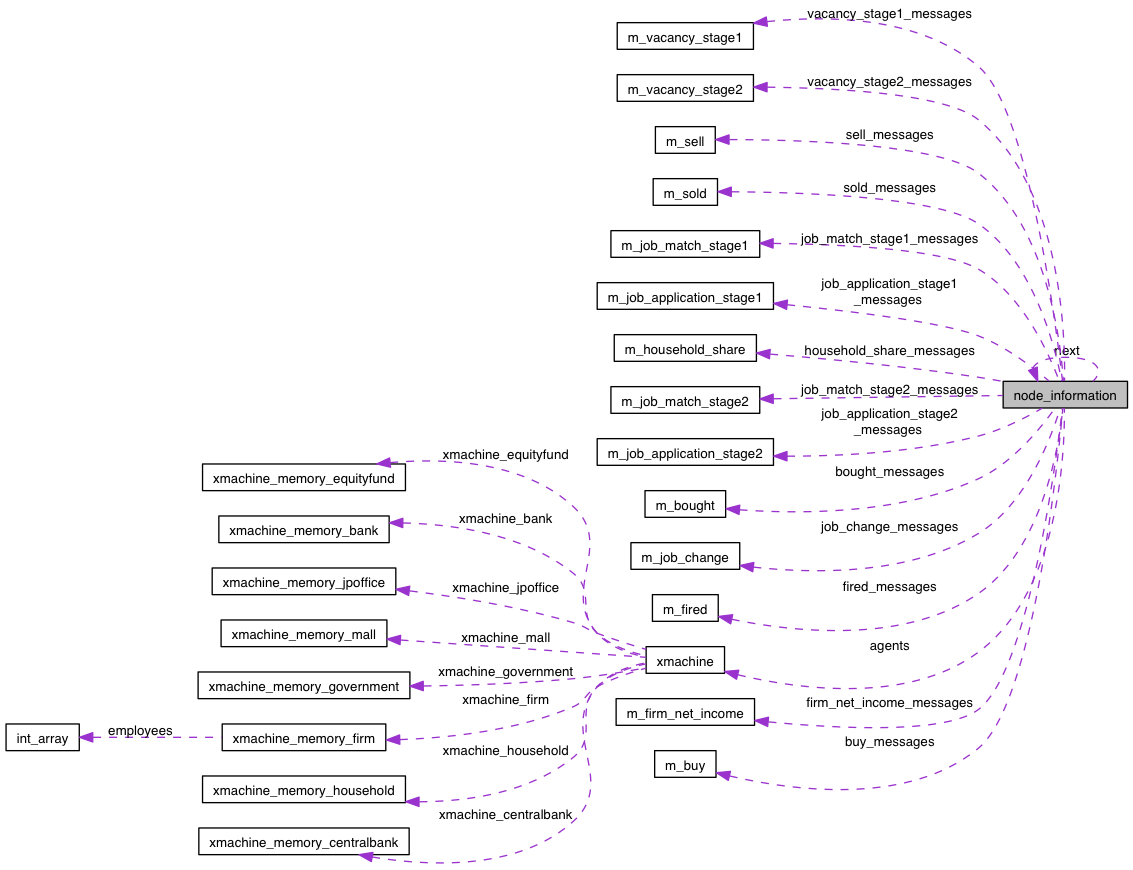 vacancy_stage1_messages
m_vacancy_stage1
vacancy_stage2_messages
m_vacancy_stage2
sell_messages
m_sell
sold_messages
m_sold
job_match_stage1_messages
m_job_match_stage1
job_application_stage1
_messages
m_job_application_stage1
household_share_messages
m_household_share
next
node_information
job_match_stage2_messages
m_job_match_stage2
job_application_stage2
_messages
m_job_application_stage2
bought_messages
m_bought
job_change_messages
m_job_change
fired_messages
m_fired
agents
xmachine
firm_net_income_messages
m_firm_net_income
buy_messages
m_buy
xmachine_equityfund
xmachine_memory_equityfund
xmachine_bank
xmachine_memory_bank
xmachine_jpoffice
xmachine_memory_jpoffice
xmachine_mall
xmachine_memory_mall
xmachine_government
xmachine_memory_government
xmachine_firm
xmachine_memory_firm
employees
int_array
xmachine_household
xmachine_memory_household
xmachine_centralbank
xmachine_memory_centralbank